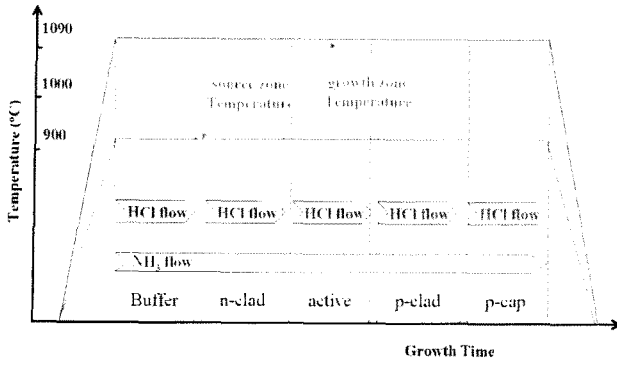 1090
1000
900
Temperature (°C)
source zone
Temperature
growth zone
Temperature
HCl flow HCl flow HCl flow HCl flow HCl flow
NH3 flow
Buffer n-clad active p-clad p-cap
Growth Time